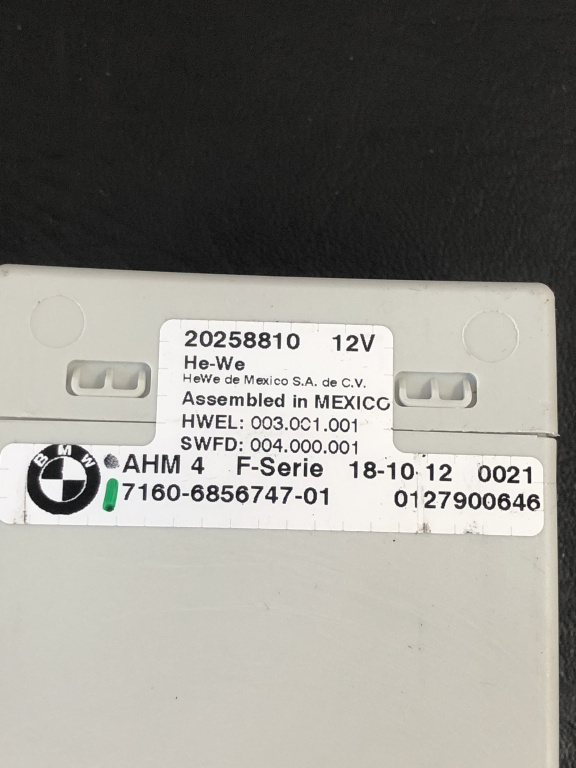 20258810 12V
He-We
HeWe de Mexico S.A. de C.V.
Assembled in MEXICO
HWEL: 003.001.001
SWFD: 004.000.001
BMW AHM 4 F-Serie 18-10 12 0021
7160-6856747-01 0127900646